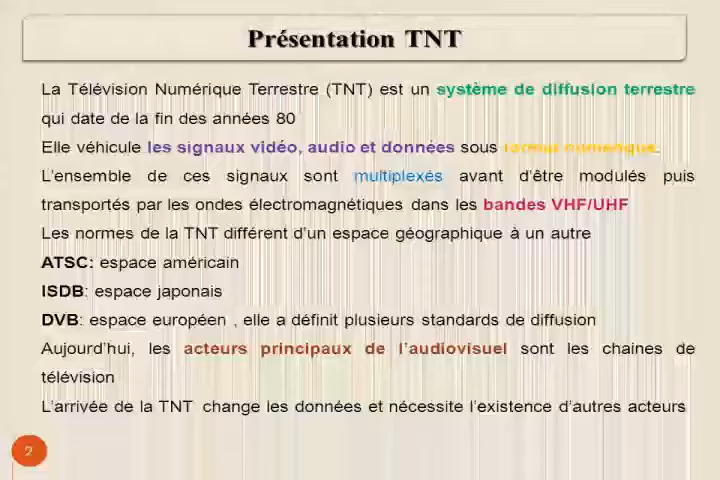 Présentation TNT
La Télévision Numérique Terrestre (TNT) est un système de diffusion terrestre
qui date de la fin des années 80
Elle véhicule les signaux vidéo, audio et données sous format numérique.
L'ensemble de ces signaux sont multiplexés avant d'être modulés puis
transportés par les ondes électromagnétiques dans les bandes VHF/UHF
Les normes de la TNT différent d'un espace géographique à un autre
ATSC: espace américain
ISDB: espace japonais
DVB: espace européen , elle a définit plusieurs standards de diffusion
Aujourd'hui, les acteurs principaux de l'audiovisuel sont les chaines de
télévision
L'arrivée de la TNT change les données et nécessite l'existence d'autres acteurs
2